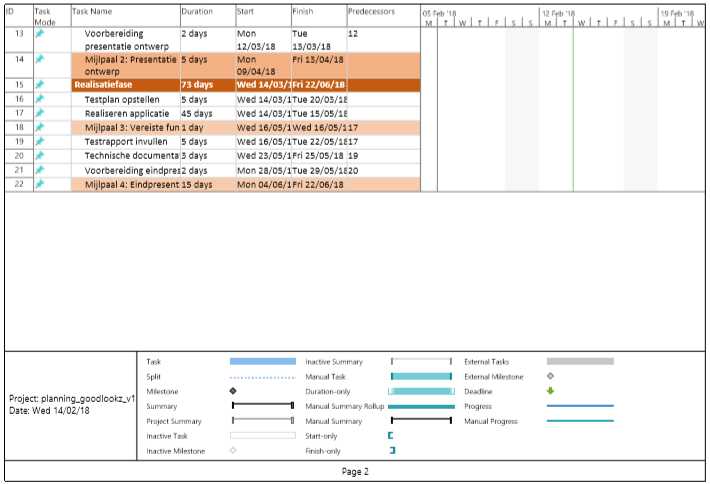 ID Task Mode Task Name Duration Start Finish Predecessors
05 Feb '18 12 Feb '18 19 Feb '18
M T W T F S S M T W T F S S M T W
13 Voorbereiding presentatie ontwerp 2 days Mon 12/03/18 Tue 13/03/18 12
14 Mijlpaal 2: Presentatie ontwerp 5 days Mon 09/04/18 Fri 13/04/18
15 Realisatiefase 73 days Wed 14/03/1 Fri 22/06/18
16 Testplan opstellen 5 days Wed 14/03/1 Tue 20/03/18
17 Realiseren applicatie 45 days Wed 14/03/1 Tue 15/05/18
18 Mijlpaal 3: Vereiste fun 1 day Wed 16/05/1 Wed 16/05/1 17
19 Testrapport invullen 5 days Wed 16/05/1 Tue 22/05/18 17
20 Technische documenta 3 days Wed 23/05/1 Fri 25/05/18 19
21 Voorbereiding eindpres 2 days Mon 28/05/1 Tue 29/05/18 20
22 Mijlpaal 4: Eindpresent 15 days Mon 04/06/1 Fri 22/06/18
Project: planning_goodlookz_v1
Date: Wed 14/02/18
Task Inactive Summary External Tasks
Split Manual Task External Milestone
Milestone Duration-only Deadline
Summary Manual Summary Rollup Progress
Project Summary Manual Summary Manual Progress
Inactive Task Start-only
Inactive Milestone Finish-only
Page 2